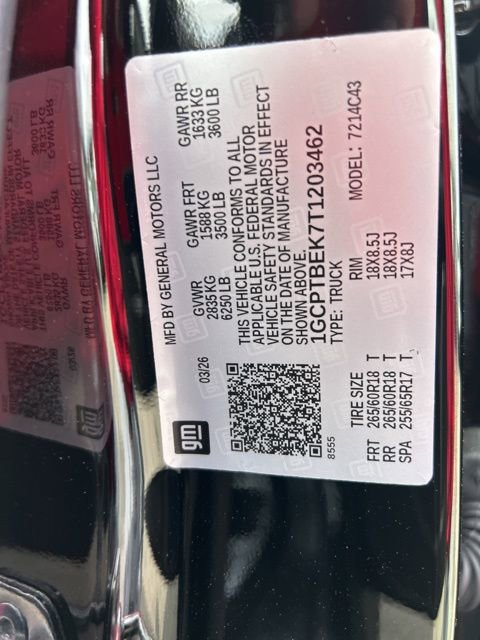 MFD BY GENERAL MOTORS LLC
03/26
GVWR GAWR FRT GAWR RR
2835 KG 1588 KG 1633 KG
6250 LB 3500 LB 3600 LB
THIS VEHICLE CONFORMS TO ALL
APPLICABLE U.S. FEDERAL MOTOR
VEHICLE SAFETY STANDARDS IN EFFECT
ON THE DATE OF MANUFACTURE
SHOWN ABOVE.
1GCPTBEK7T1203462
TYPE: TRUCK MODEL: 7214C43
gm
8555
TIRE SIZE RIM
FRT 265/60R18 T 18X8.5J
RR 265/60R18 T 18X8.5J
SPA 255/65R17 T 17X8J